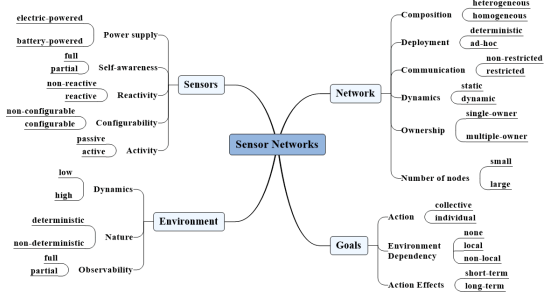 Sensor Networks
Sensors
Power supply
electric-powered
battery-powered
Self-awareness
full
partial
Reactivity
non-reactive
reactive
Configurability
non-configurable
configurable
Activity
passive
active
Environment
Dynamics
low
high
Nature
deterministic
non-deterministic
Observability
full
partial
Network
Composition
heterogeneous
homogeneous
Deployment
deterministic
ad-hoc
Communication
non-restricted
restricted
Dynamics
static
dynamic
Ownership
single-owner
multiple-owner
Number of nodes
small
large
Goals
Action
collective
individual
Environment
Dependency
none
local
non-local
Action Effects
short-term
long-term